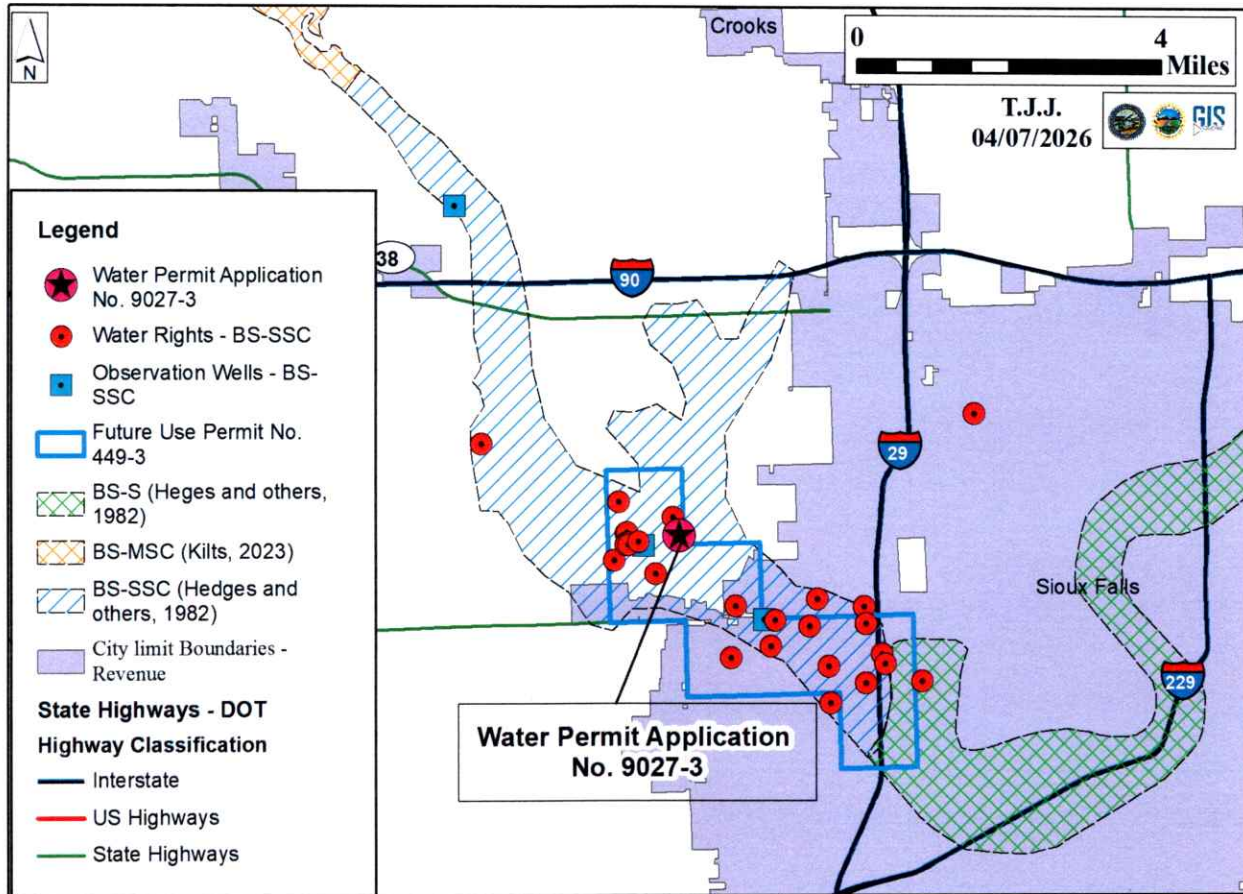 N
Crooks
0 4
Miles
T.J.J.
04/07/2026
GIS
Legend
Water Permit Application
No. 9027-3
Water Rights - BS-SSC
Observation Wells - BS-
SSC
Future Use Permit No.
449-3
BS-S (Heges and others,
1982)
BS-MSC (Kilts, 2023)
BS-SSC (Hedges and
others, 1982)
City limit Boundaries -
Revenue
State Highways - DOT
Highway Classification
Interstate
US Highways
State Highways
38
90
29
Sioux Falls
229
Water Permit Application
No. 9027-3